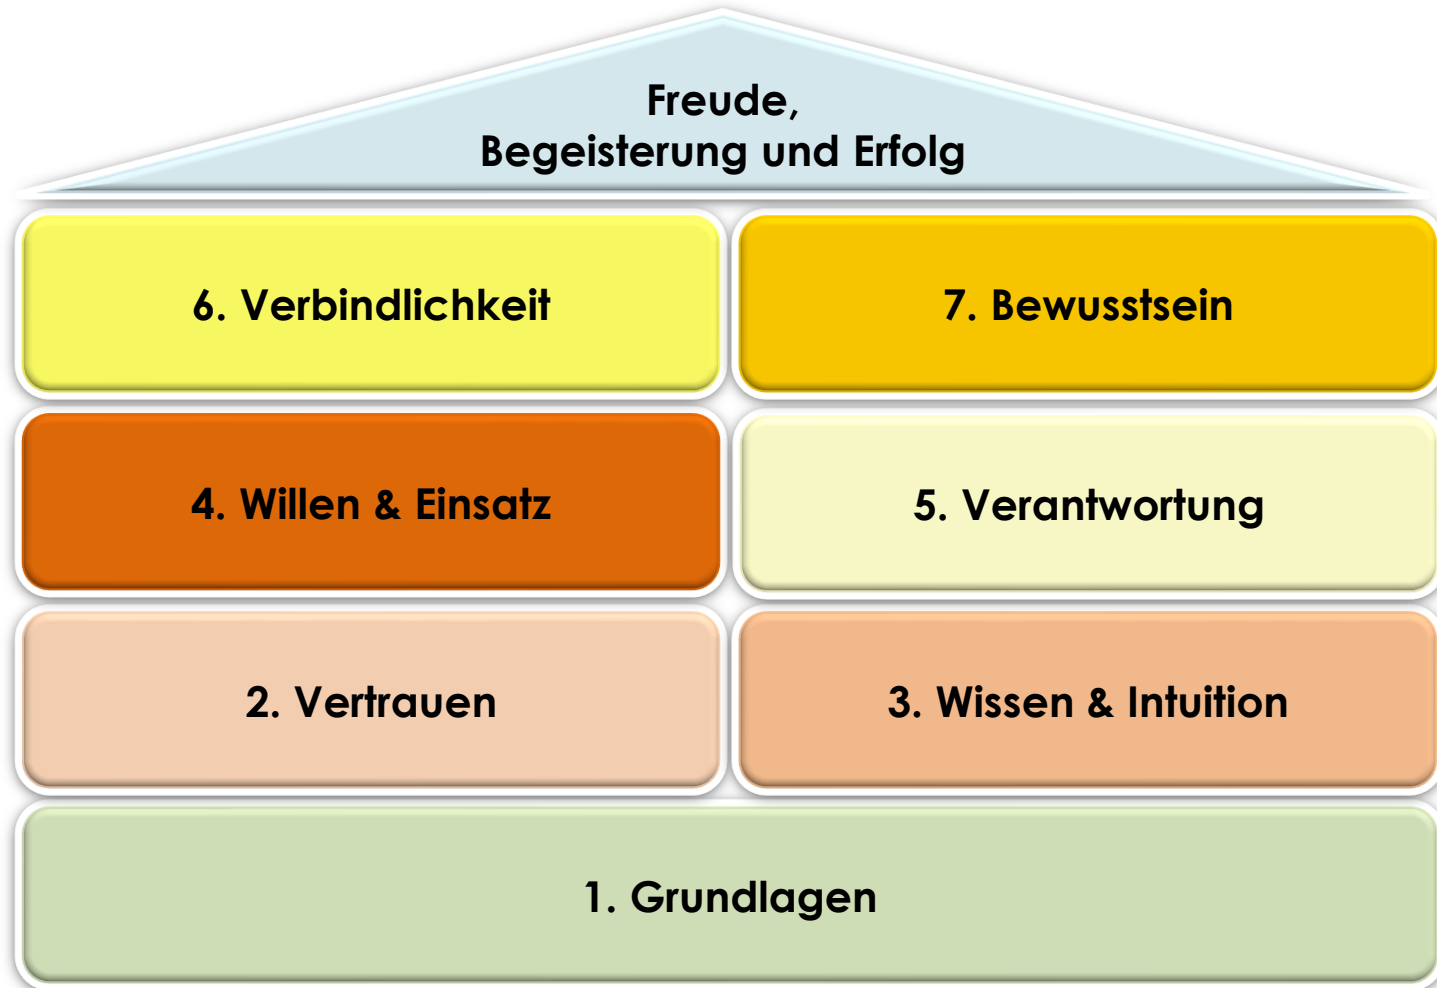 Freude,
Begeisterung und Erfolg
6. Verbindlichkeit
7. Bewusstsein
4. Willen & Einsatz
5. Verantwortung
2. Vertrauen
3. Wissen & Intuition
1. Grundlagen